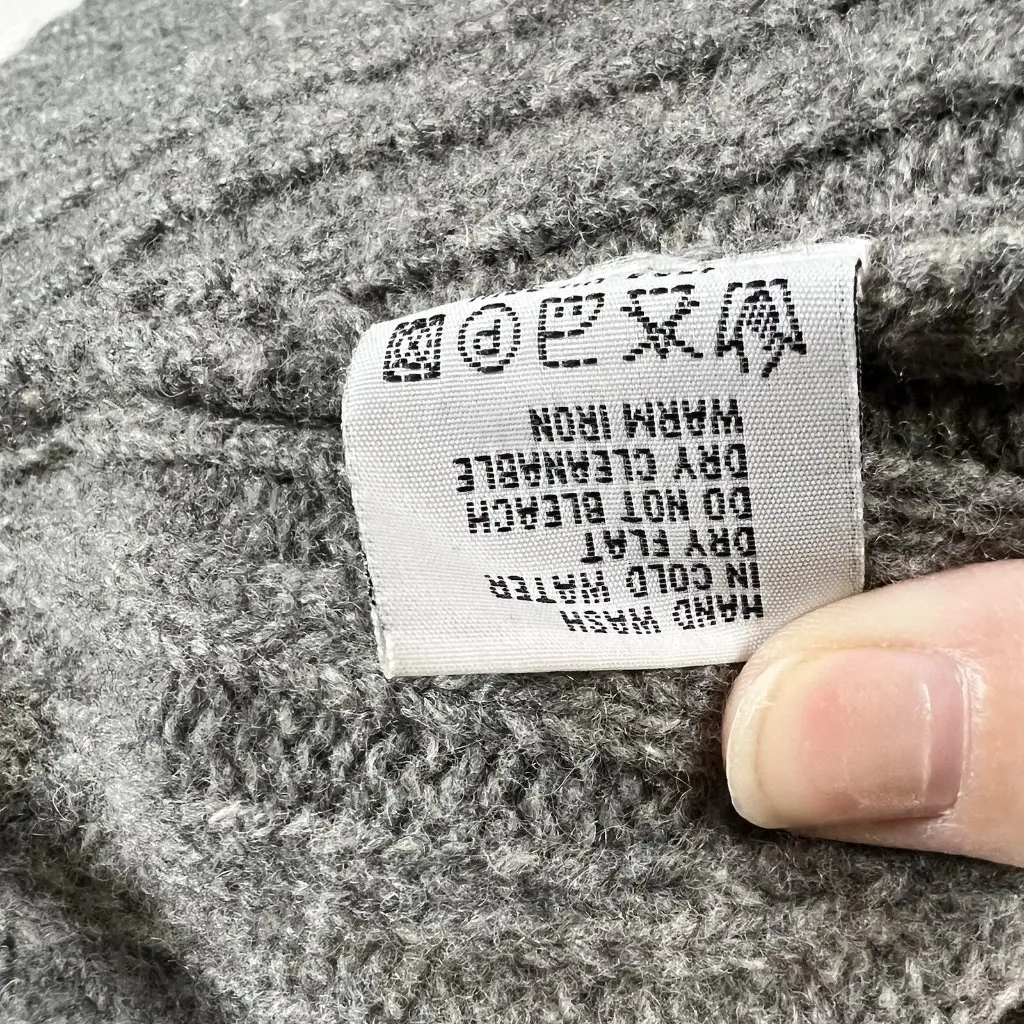 HAND WASH
IN COLD WATER
DRY FLAT
DO NOT BLEACH
DRY CLEANABLE
WARM IRON
P